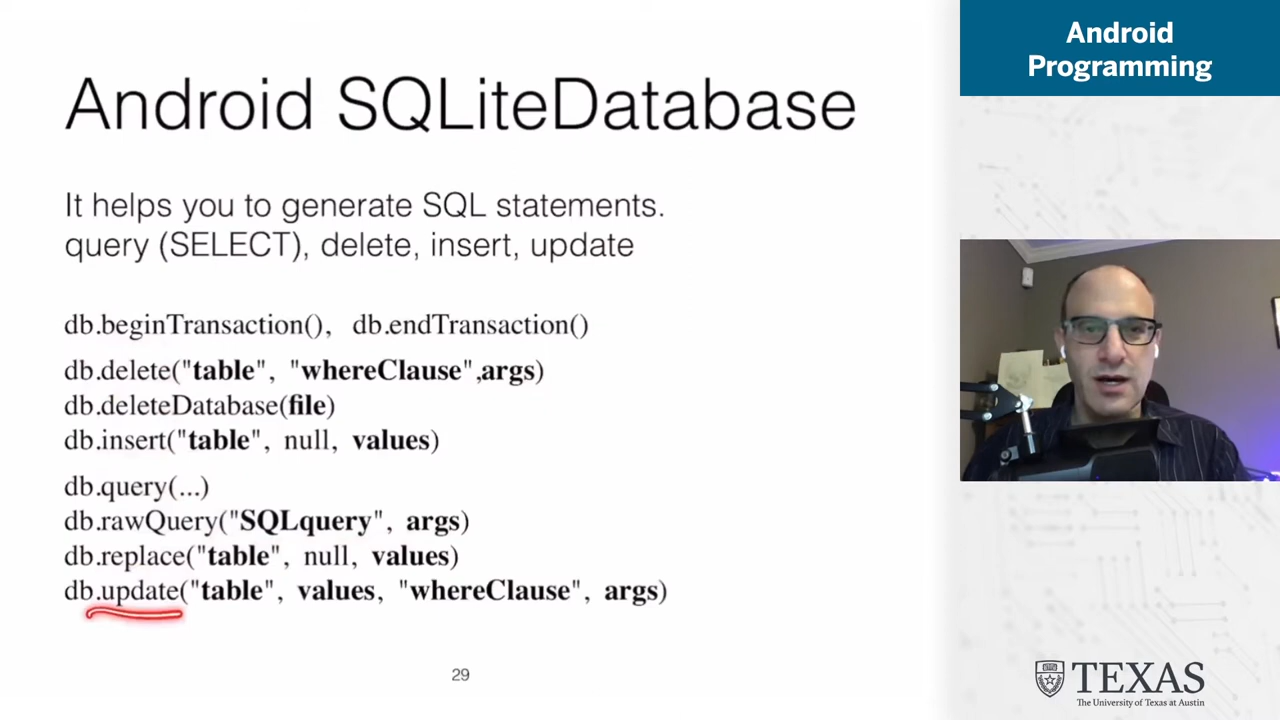 Android SQLiteDatabase
It helps you to generate SQL statements.
query (SELECT), delete, insert, update
db.beginTransaction(), db.endTransaction()
db.delete("table", "whereClause",args)
db.deleteDatabase(file)
db.insert("table", null, values)
db.query(...)
db.rawQuery("SQLquery", args)
db.replace("table", null, values)
db.update("table", values, "whereClause", args)
29
Android
Programming
TEXAS
The University of Texas at Austin